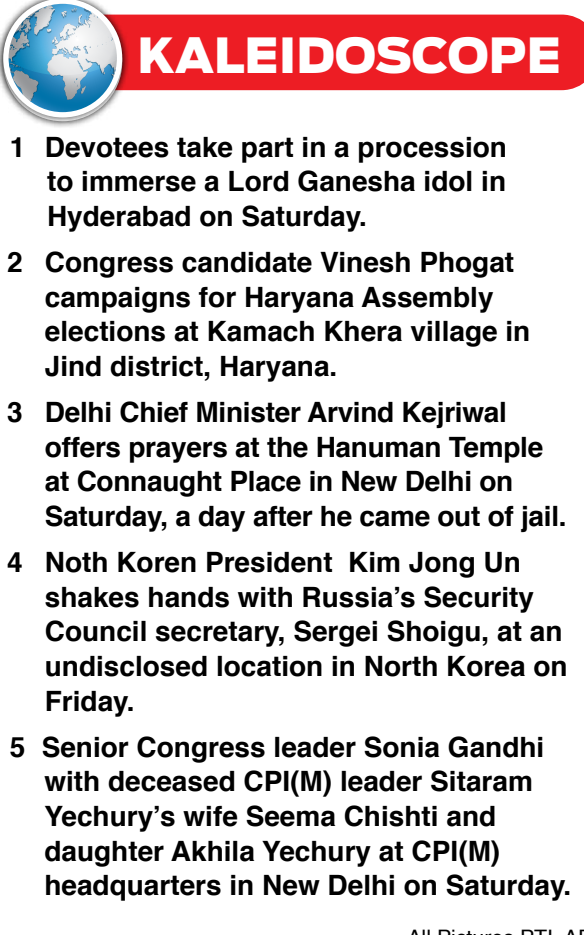 KALEIDOSCOPE
1 Devotees take part in a procession
to immerse a Lord Ganesha idol in
Hyderabad on Saturday.
2 Congress candidate Vinesh Phogat
campaigns for Haryana Assembly
elections at Kamach Khera village in
Jind district, Haryana.
3 Delhi Chief Minister Arvind Kejriwal
offers prayers at the Hanuman Temple
at Connaught Place in New Delhi on
Saturday, a day after he came out of jail.
4 Noth Koren President Kim Jong Un
shakes hands with Russia's Security
Council secretary, Sergei Shoigu, at an
undisclosed location in North Korea on
Friday.
5 Senior Congress leader Sonia Gandhi
with deceased CPI(M) leader Sitaram
Yechury's wife Seema Chishti and
daughter Akhila Yechury at CPI(M)
headquarters in New Delhi on Saturday.
All Pictures PTI